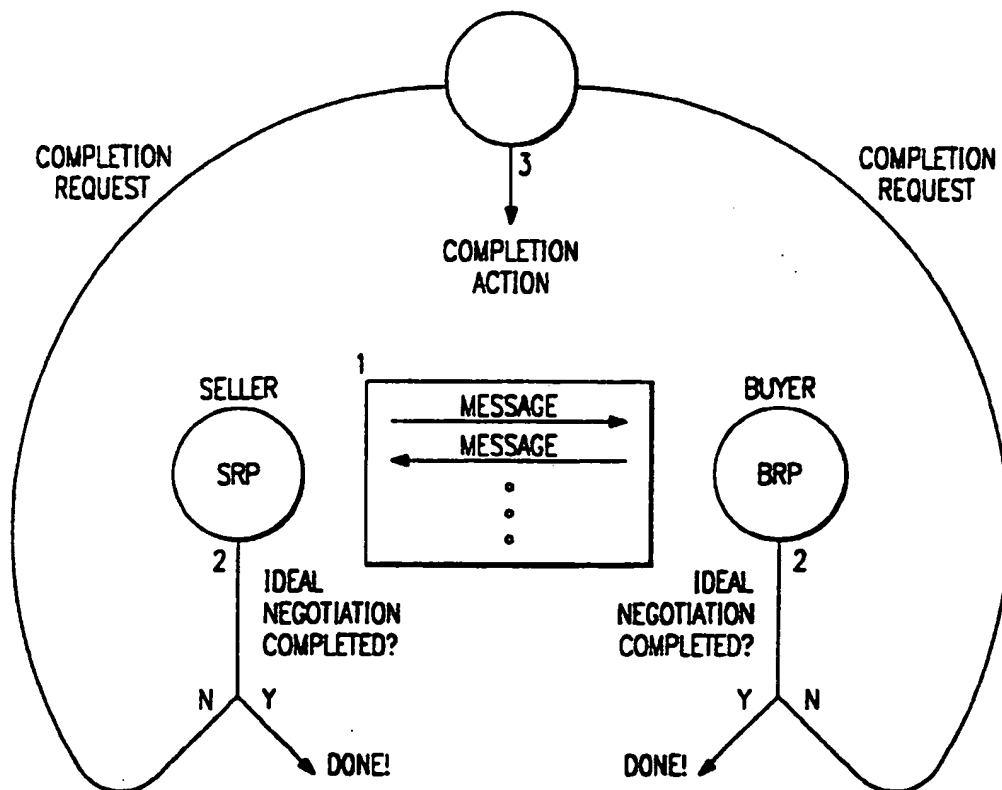 COMPLETION
REQUEST
COMPLETION
REQUEST
3
COMPLETION
ACTION
1
SELLER
BUYER
MESSAGE
MESSAGE
SRP
BRP
2
2
IDEAL
NEGOTIATION
COMPLETED?
IDEAL
NEGOTIATION
COMPLETED?
N Y
Y N
DONE!
DONE!